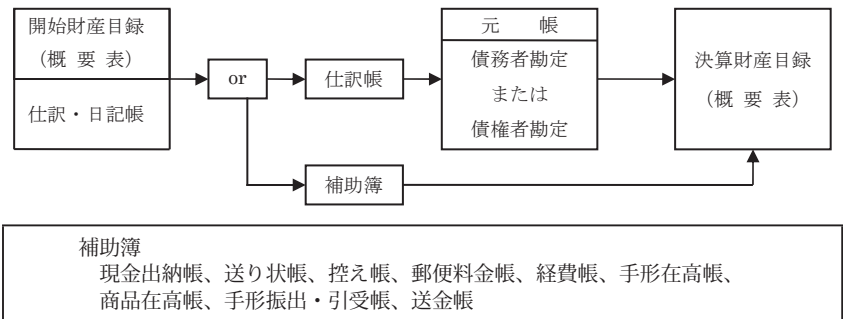 開始財産目録
（概 要 表）
仕訳・日記帳
or
仕訳帳
補助簿
元 帳
債務者勘定
または
債権者勘定
決算財産目録
（概 要 表）
補助簿
現金出納帳、送り状帳、控え帳、郵便料金帳、経費帳、手形在高帳、
商品在高帳、手形振出・引受帳、送金帳